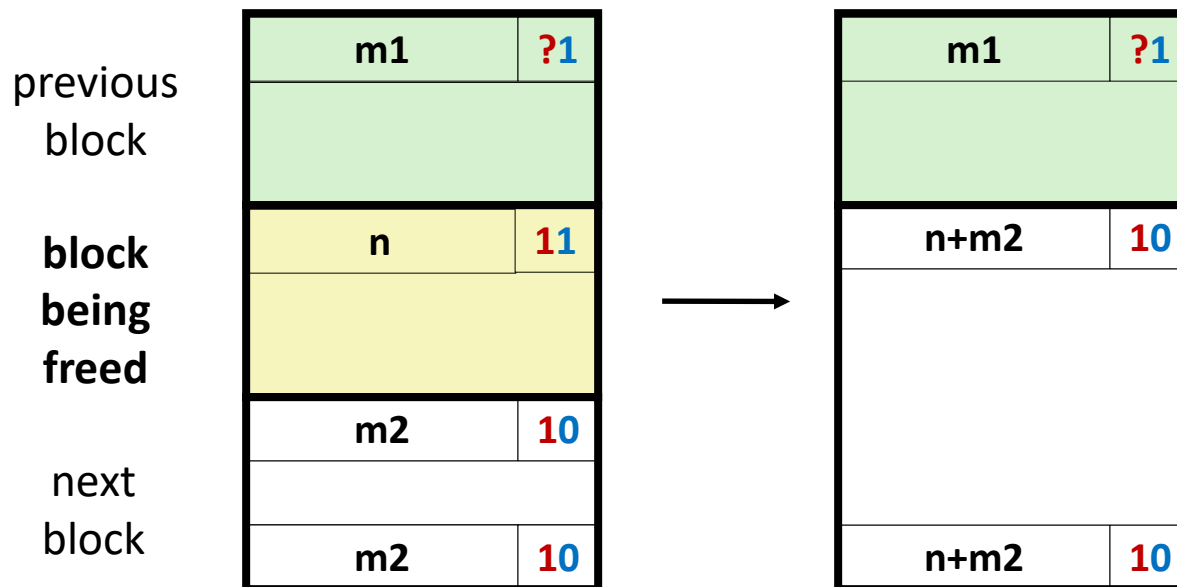 m1 ?1
previous
block
n 11
block
being
freed
m2 10
next
block
m2 10
m1 ?1
n+m2 10
n+m2 10